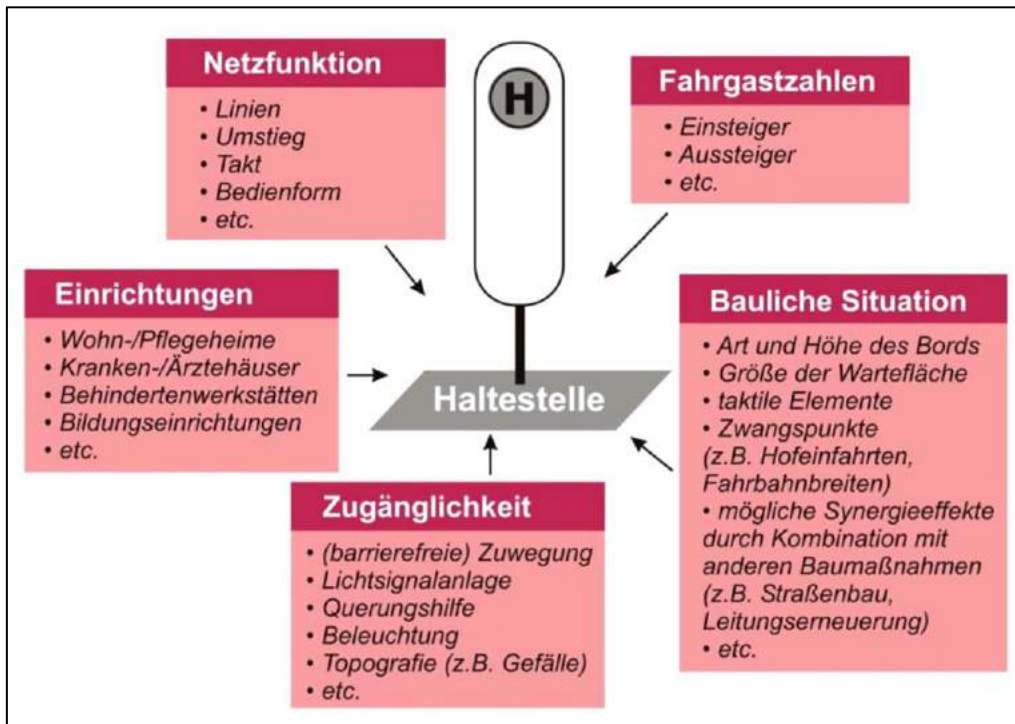 Netzfunktion
• Linien
• Umstieg
• Takt
• Bedienform
• etc.
H
Fahrgastzahlen
• Einsteiger
• Aussteiger
• etc.
Einrichtungen
• Wohn-/Pflegeheime
• Kranken-/Ärztehäuser
• Behindertenwerkstätten
• Bildungseinrichtungen
• etc.
Haltestelle
Bauliche Situation
• Art und Höhe des Bords
• Größe der Wartefläche
• taktile Elemente
• Zwangspunkte
(z.B. Hofeinfahrten,
Fahrbahnbreiten)
• mögliche Synergieeffekte
durch Kombination mit
anderen Baumaßnahmen
(z.B. Straßenbau,
Leitungserneuerung)
• etc.
Zugänglichkeit
• (barrierefreie) Zuwegung
• Lichtsignalanlage
• Querungshilfe
• Beleuchtung
• Topografie (z.B. Gefälle)
• etc.